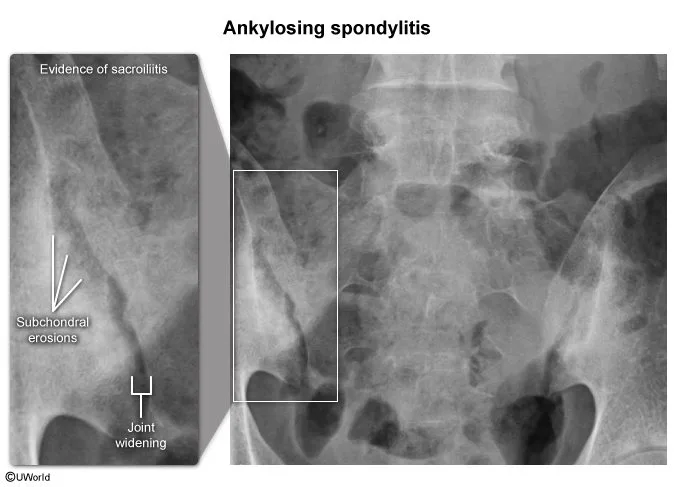 Ankylosing spondylitis
Evidence of sacroiliitis
Subchondral
erosions
Joint
widening
©UWorld